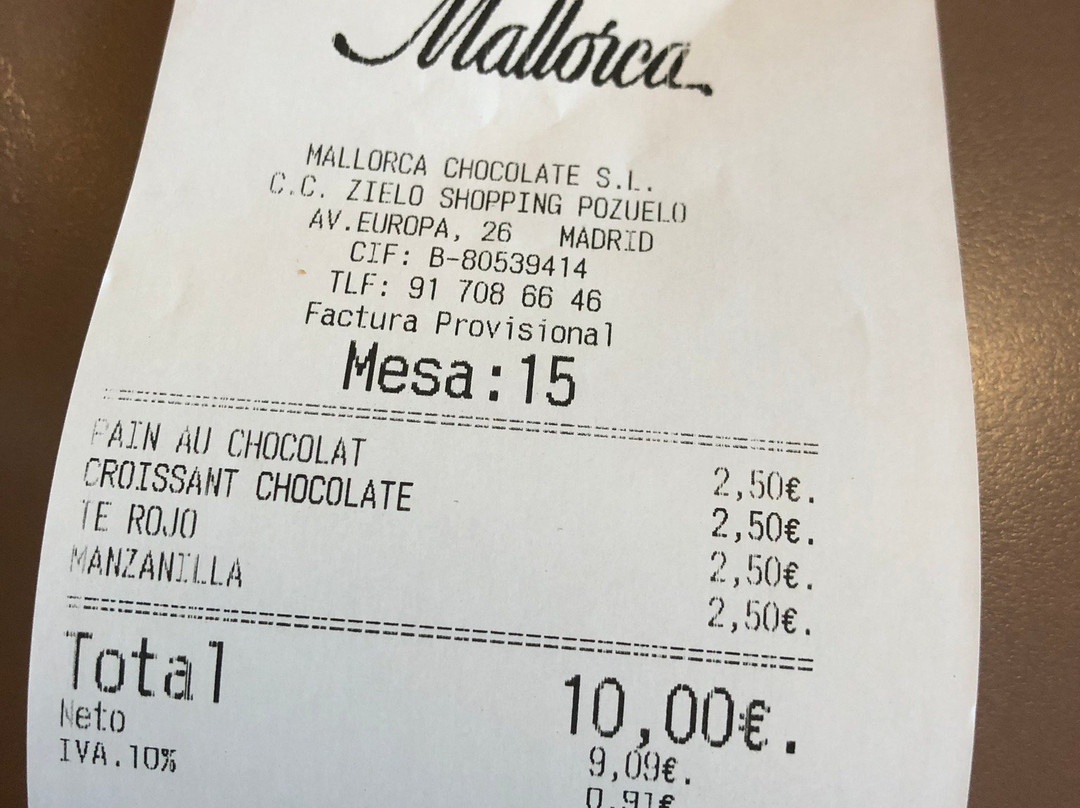 Mallorca
MALLORCA CHOCOLATE S.L.
C.C. ZIELO SHOPPING POZUELO
AV.EUROPA, 26 MADRID
CIF: B-80539414
TLF: 91 708 66 46
Factura Provisional
Mesa:15
PAIN AU CHOCOLAT 2,50€.
CROISSANT CHOCOLATE 2,50€.
TE ROJO 2,50€.
MANZANILLA 2,50€.
Total 10,00€.
Neto 9,09€.
IVA.10% 0,91€